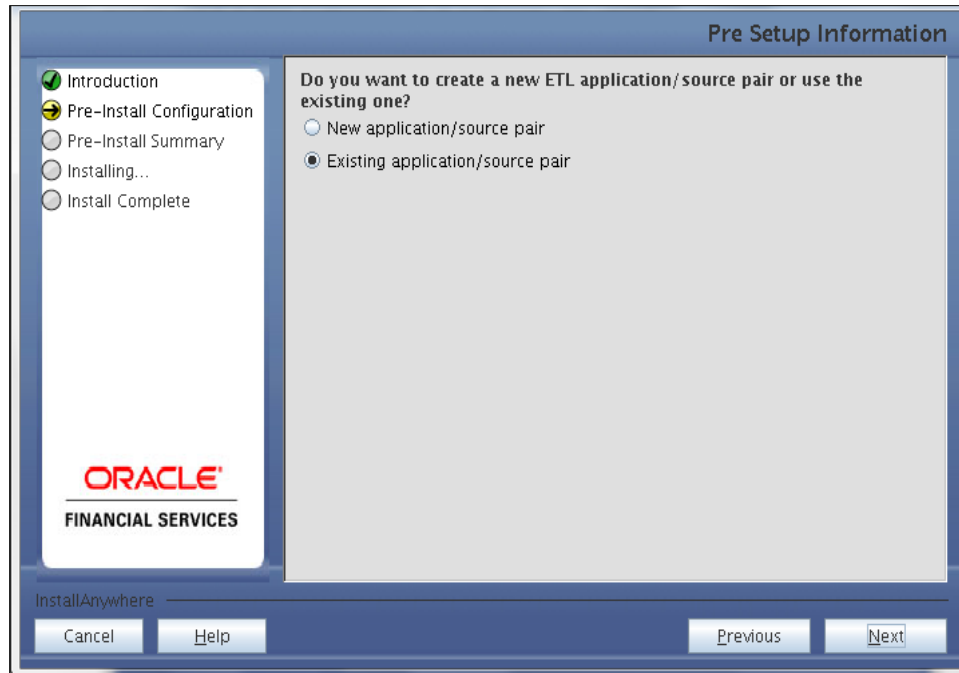 Pre Setup Information
Introduction
Pre-Install Configuration
Pre-Install Summary
Installing...
Install Complete
Do you want to create a new ETL application/source pair or use the
existing one?
New application/source pair
Existing application/source pair
ORACLE
FINANCIAL SERVICES
InstallAnywhere
Cancel
Help
Previous
Next